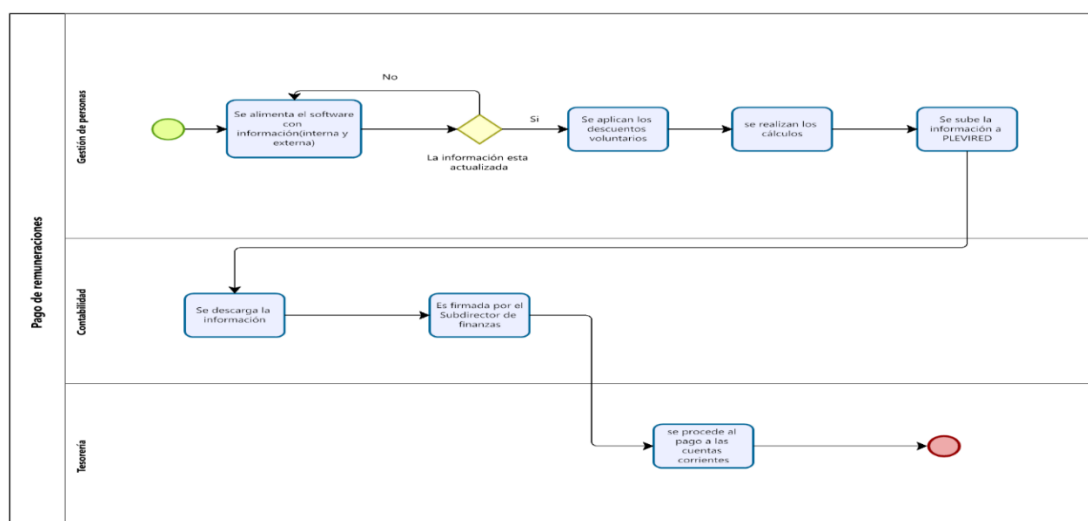 Pago de remuneraciones
Gestión de personas
No
Se alimenta el software
con
información(interna y
externa)
La información esta
actualizada
Si
Se aplican los
descuentos
voluntarios
se realizan los
cálculos
Se sube la
información a
PLEVIRED
Contabilidad
Se descarga la
información
Es firmada por el
Subdirector de
finanzas
Tesoreria
se procede al
pago a las
cuentas
corrientes